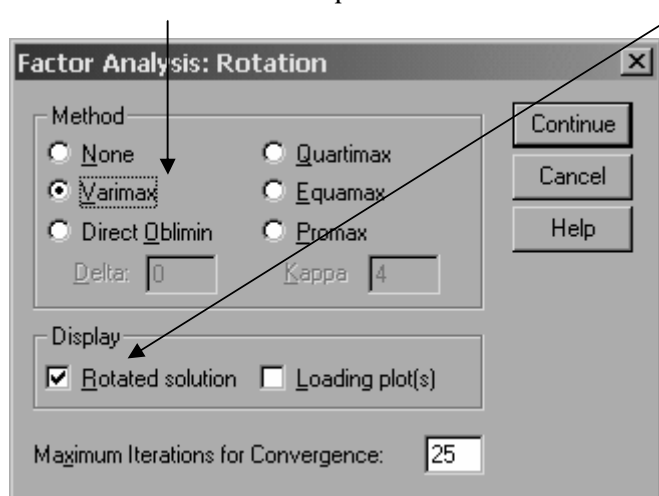 Factor Analysis: Rotation
Method
None
Quartimax
Varimax
Equamax
Direct Oblimin
Promax
Delta: 0
Kappa 4
Continue
Cancel
Help
Display
Rotated solution
Loading plot(s)
Maximum Iterations for Convergence: 25